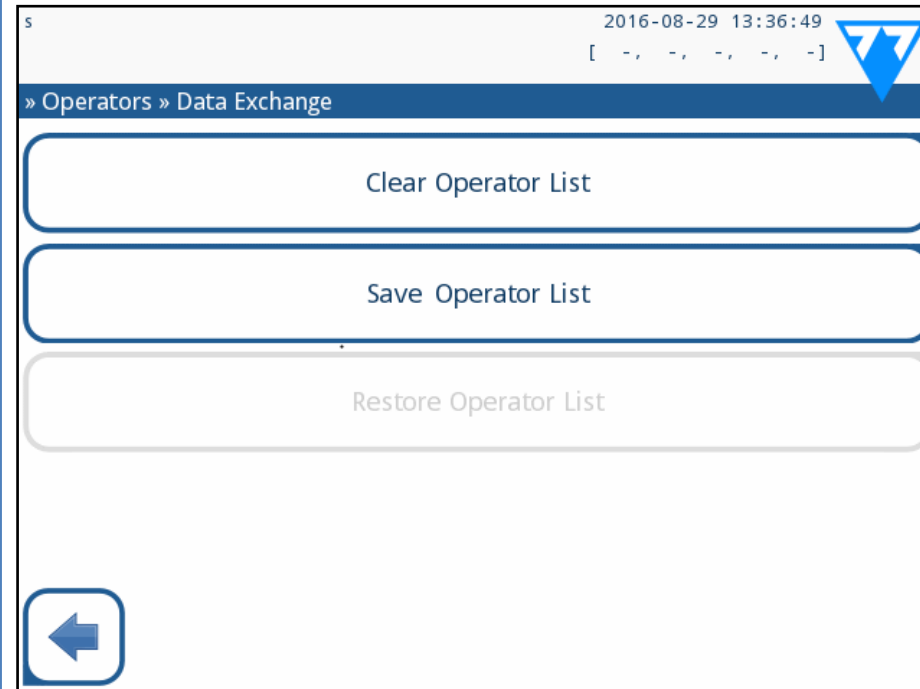 s
2016-08-29 13:36:49
[ -, -, -, -, -]
» Operators » Data Exchange
Clear Operator List
Save Operator List
Restore Operator List